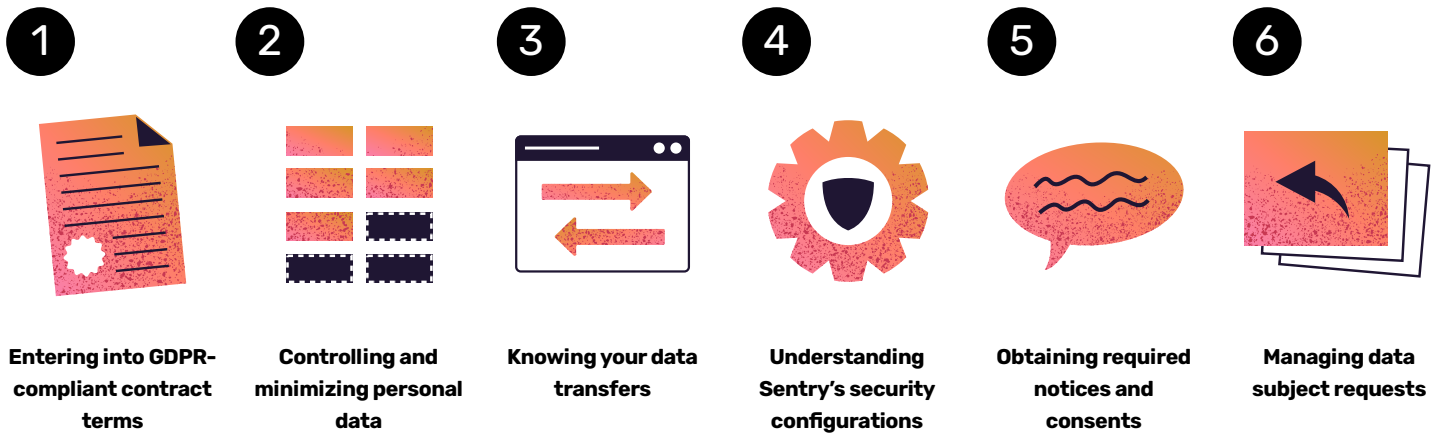 1
2
3
4
5
6
Entering into GDPR-
compliant contract
terms
Controlling and
minimizing personal
data
Knowing your data
transfers
Understanding
Sentry’s security
configurations
Obtaining required
notices and
consents
Managing data
subject requests